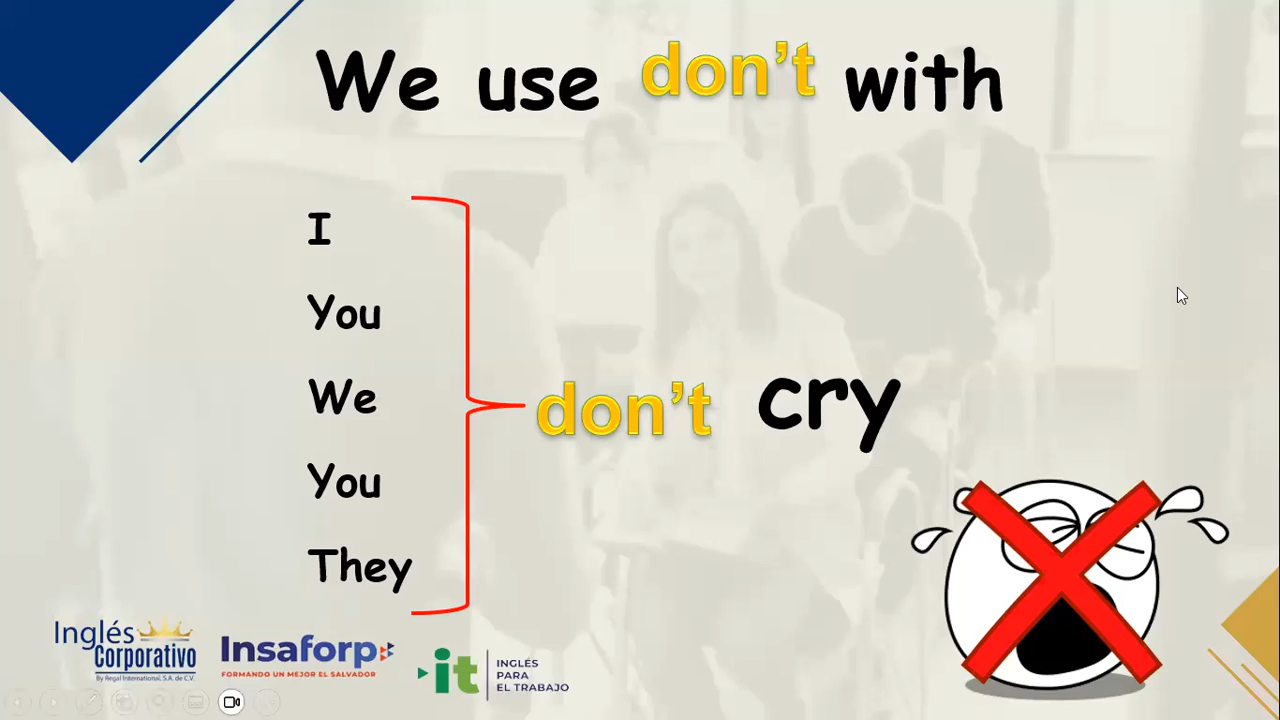 We use don't with
I
You
We
You
They
don't cry
Inglés
Corporativo
By Regal International, S.A. de C.V.
Insaforp
FORMANDO UN MEJOR EL SALVADOR
it
INGLÉS
PARA
EL TRABAJO